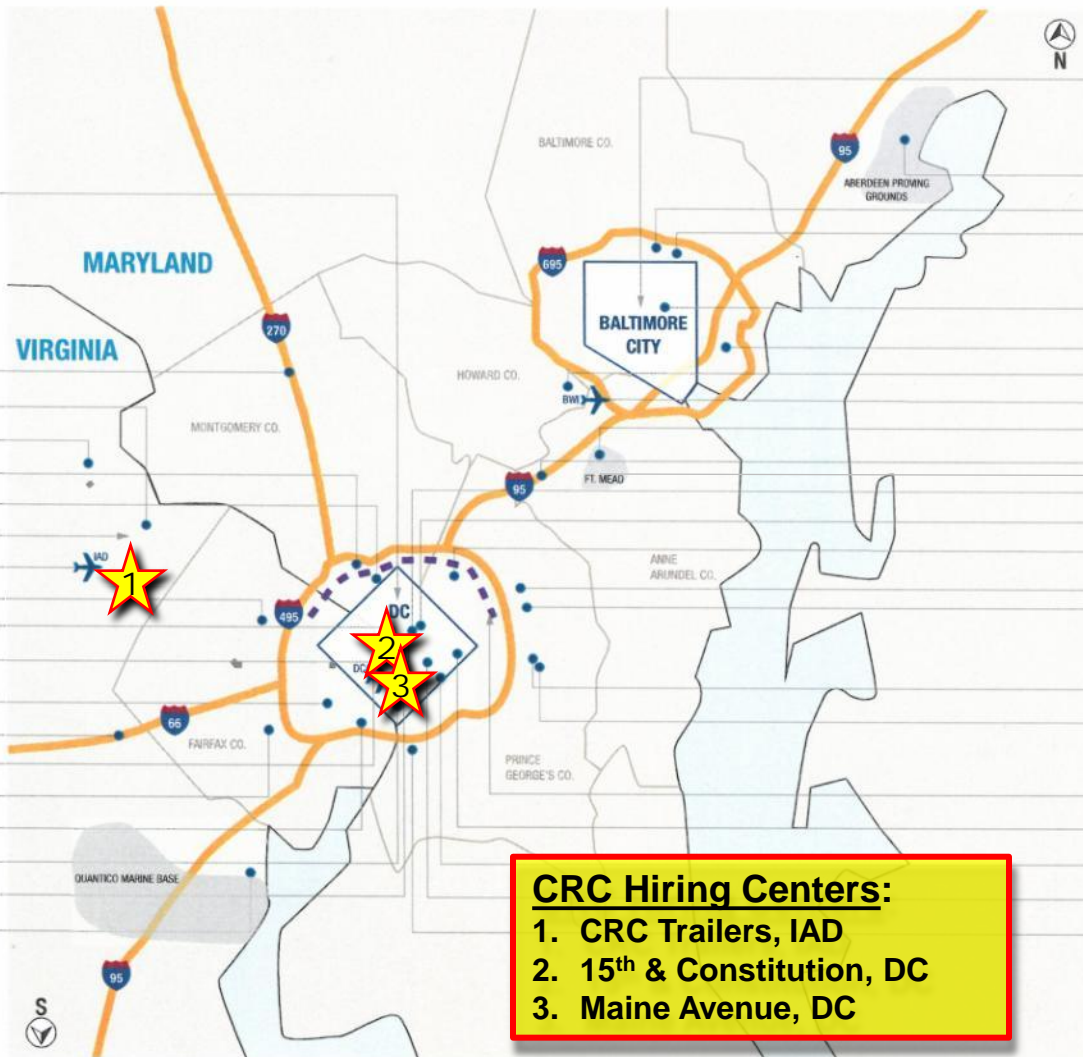 N
BALTIMORE CO.
95
ABERDEEN PROVING
GROUNDS
MARYLAND
695
270
BALTIMORE
CITY
VIRGINIA
HOWARD CO.
BWI
MONTGOMERY CO.
FT. MEAD
95
IAD
1
ANNE
ARUNDEL CO.
495
DC
2
DC
3
66
FAIRFAX CO.
PRINCE
GEORGE'S CO.
QUANTICO MARINE BASE
95
S
CRC Hiring Centers:
1. CRC Trailers, IAD
2. 15th & Constitution, DC
3. Maine Avenue, DC